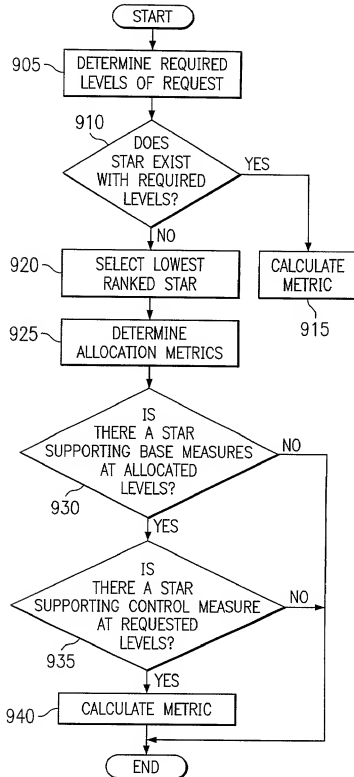 START
905
DETERMINE REQUIRED
LEVELS OF REQUEST
910
DOES
STAR EXIST
WITH REQUIRED
LEVELS?
YES
NO
920
SELECT LOWEST
RANKED STAR
CALCULATE
METRIC
915
925
DETERMINE
ALLOCATION METRICS
IS
THERE A STAR
SUPPORTING BASE MEASURES
AT ALLOCATED
LEVELS?
NO
930
YES
IS
THERE A STAR
SUPPORTING CONTROL MEASURE
AT REQUESTED
LEVELS?
NO
935
YES
940
CALCULATE METRIC
END